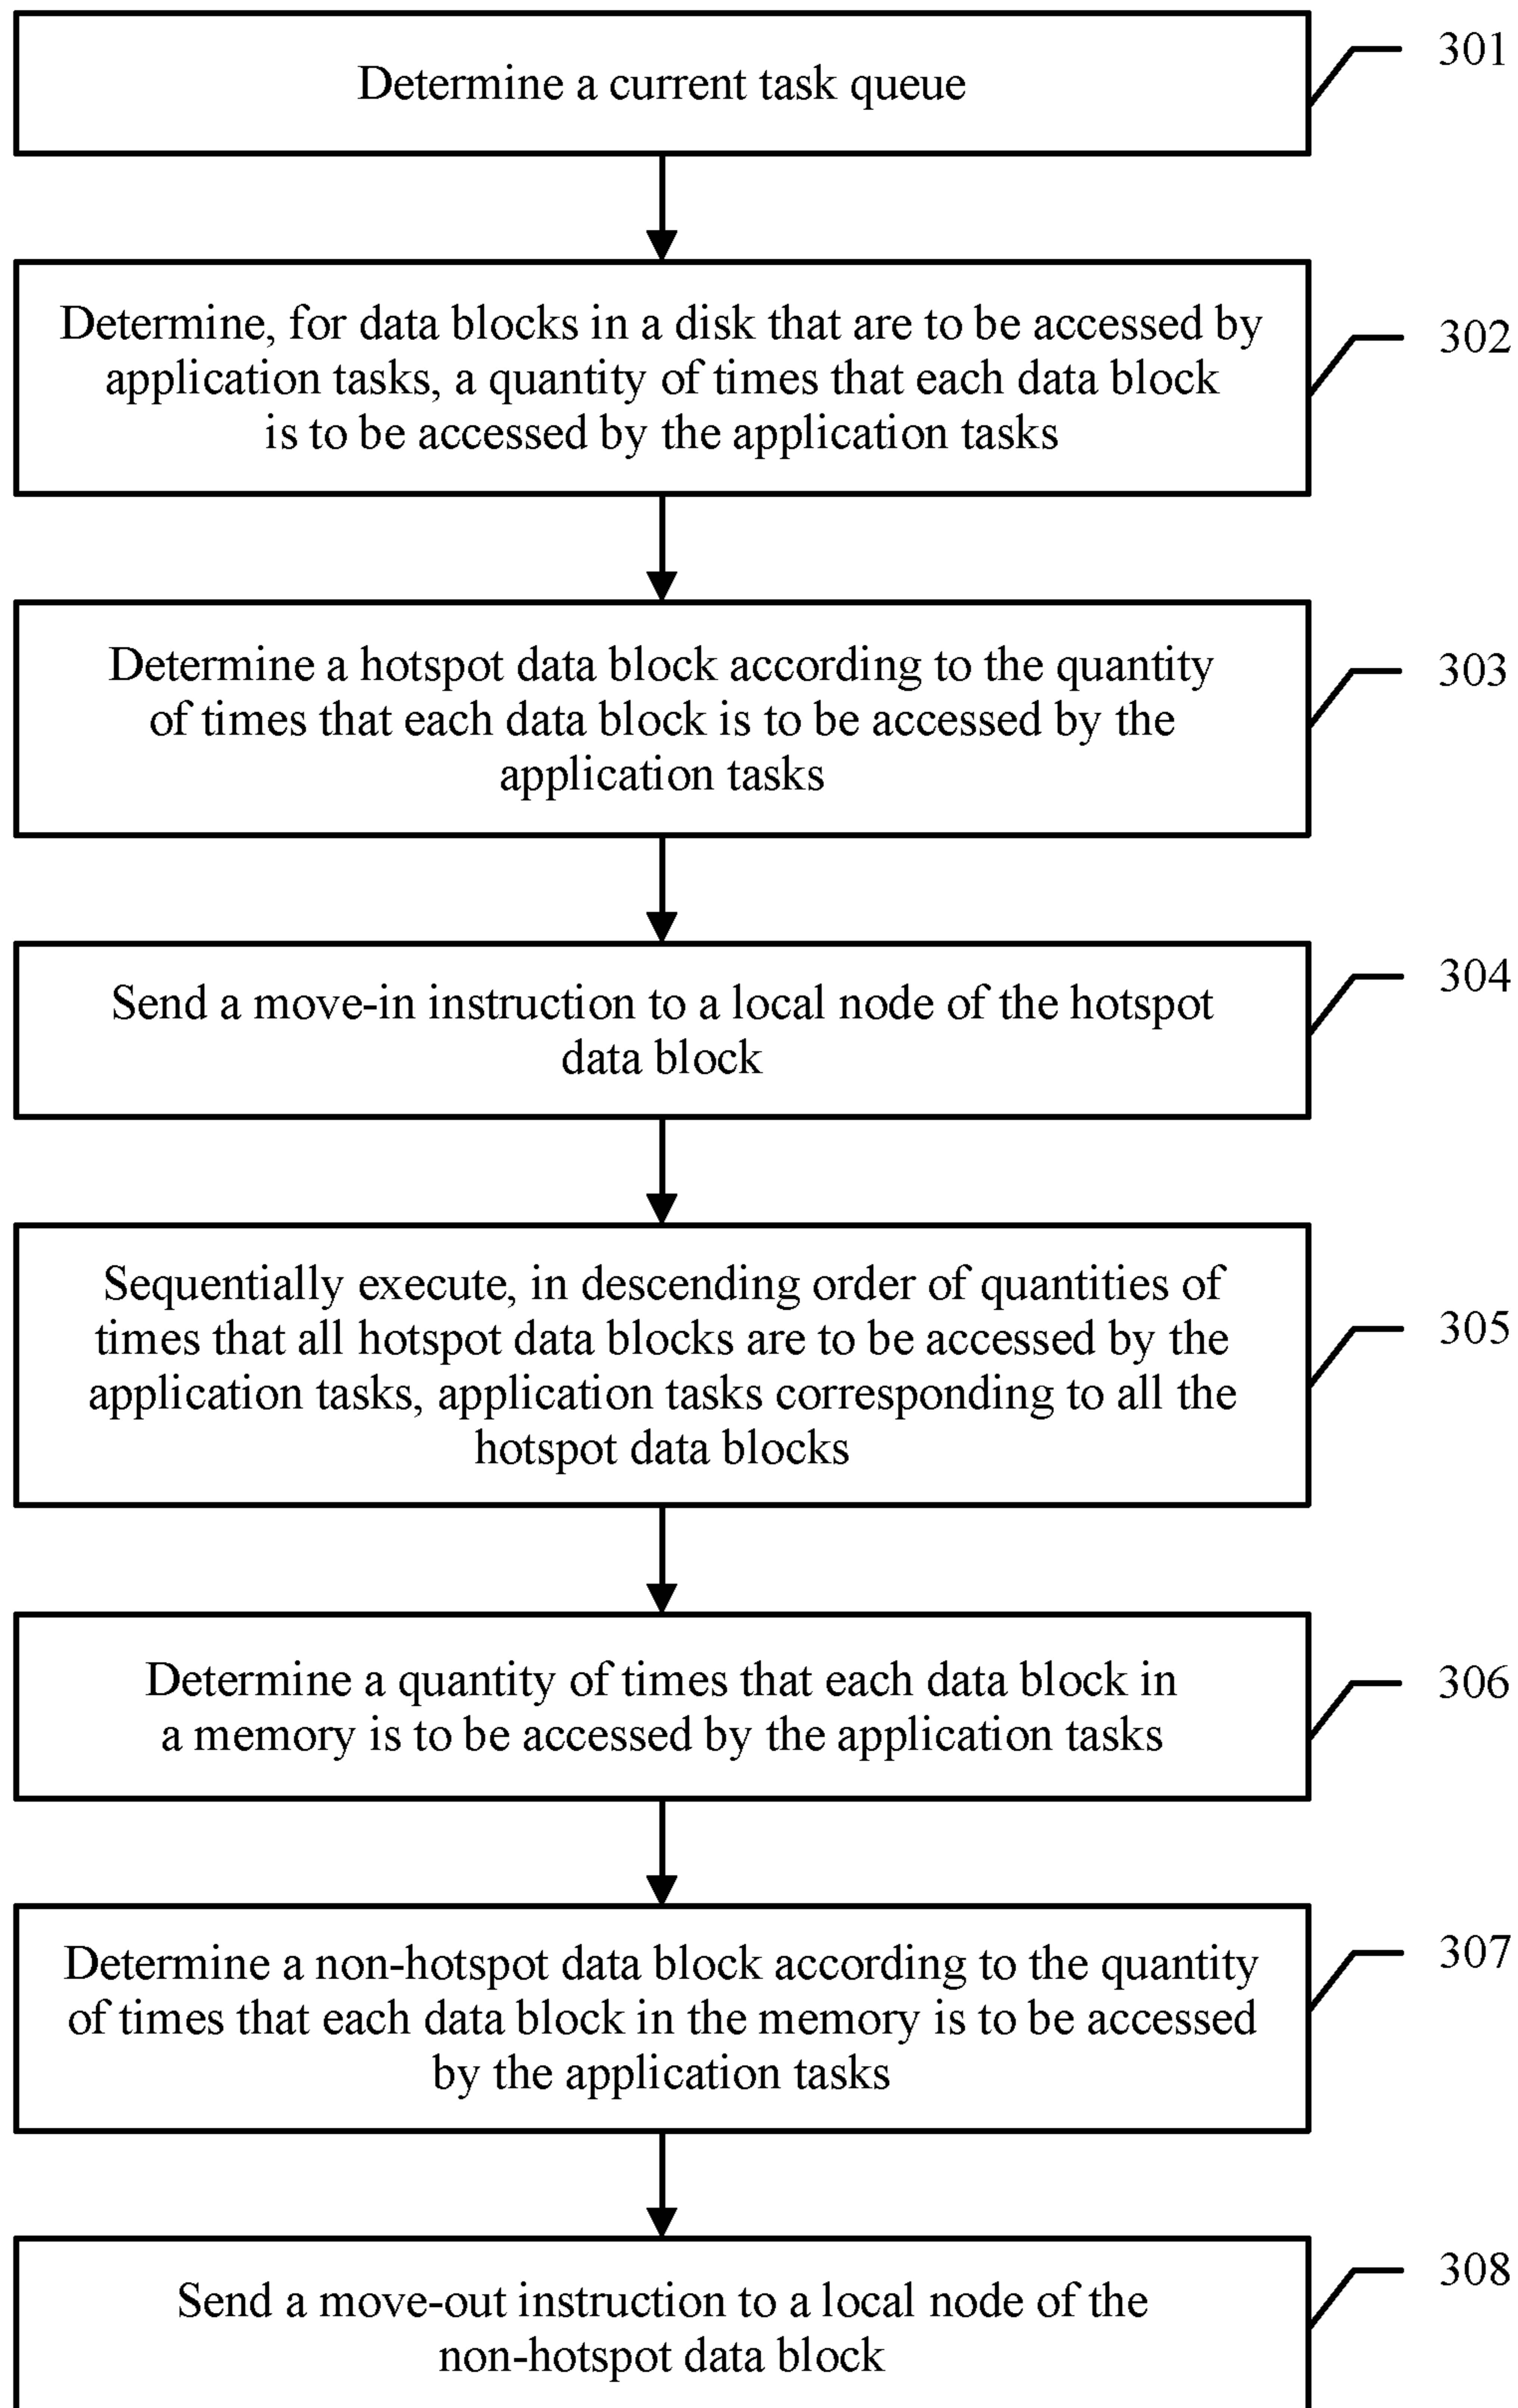 Determine a current task queue
301
Determine, for data blocks in a disk that are to be accessed by
application tasks, a quantity of times that each data block
is to be accessed by the application tasks
302
Determine a hotspot data block according to the quantity
of times that each data block is to be accessed by the
application tasks
303
Send a move-in instruction to a local node of the hotspot
data block
304
Sequentially execute, in descending order of quantities of
times that all hotspot data blocks are to be accessed by the
application tasks, application tasks corresponding to all the
hotspot data blocks
305
Determine a quantity of times that each data block in
a memory is to be accessed by the application tasks
306
Determine a non-hotspot data block according to the quantity
of times that each data block in the memory is to be accessed
by the application tasks
307
Send a move-out instruction to a local node of the
non-hotspot data block
308